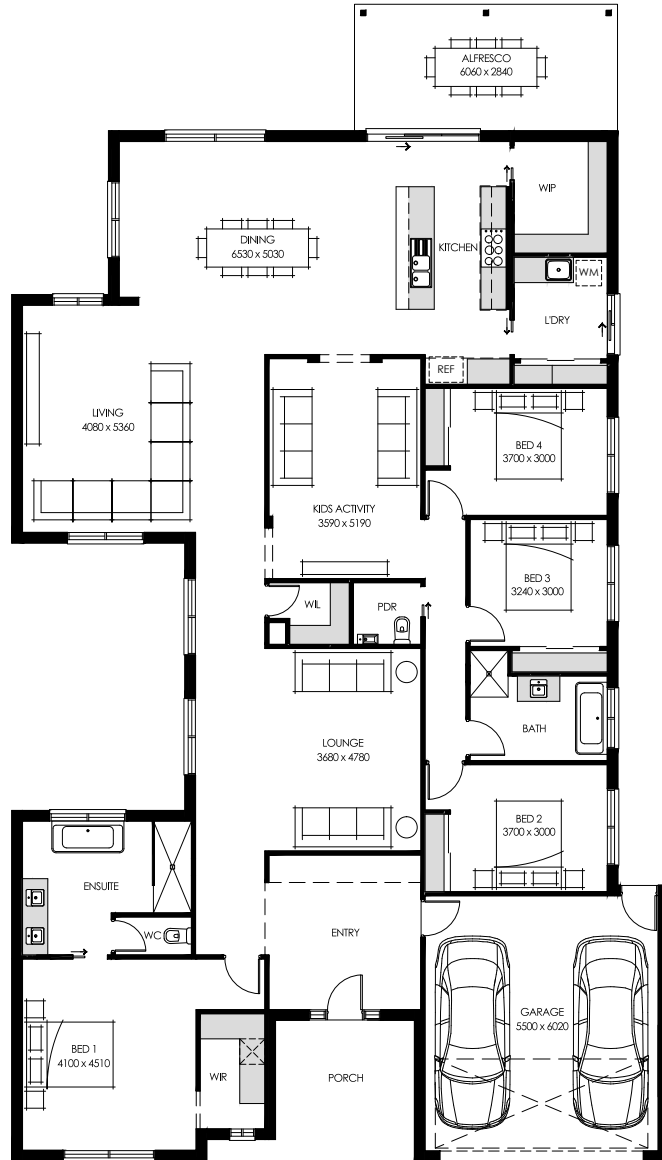 ALFRESCO
6060 x 2840
WIP
DINING
6530 x 5030
KITCHEN
WM
L'DRY
REF
LIVING
4080 x 5360
BED 4
3700 x 3000
KIDS ACTIVITY
3590 x 5190
BED 3
3240 x 3000
WIL
PDR
BATH
LOUNGE
3680 x 4780
BED 2
3700 x 3000
ENSUITE
WC
ENTRY
GARAGE
5500 x 6020
BED 1
4100 x 4510
WIR
PORCH